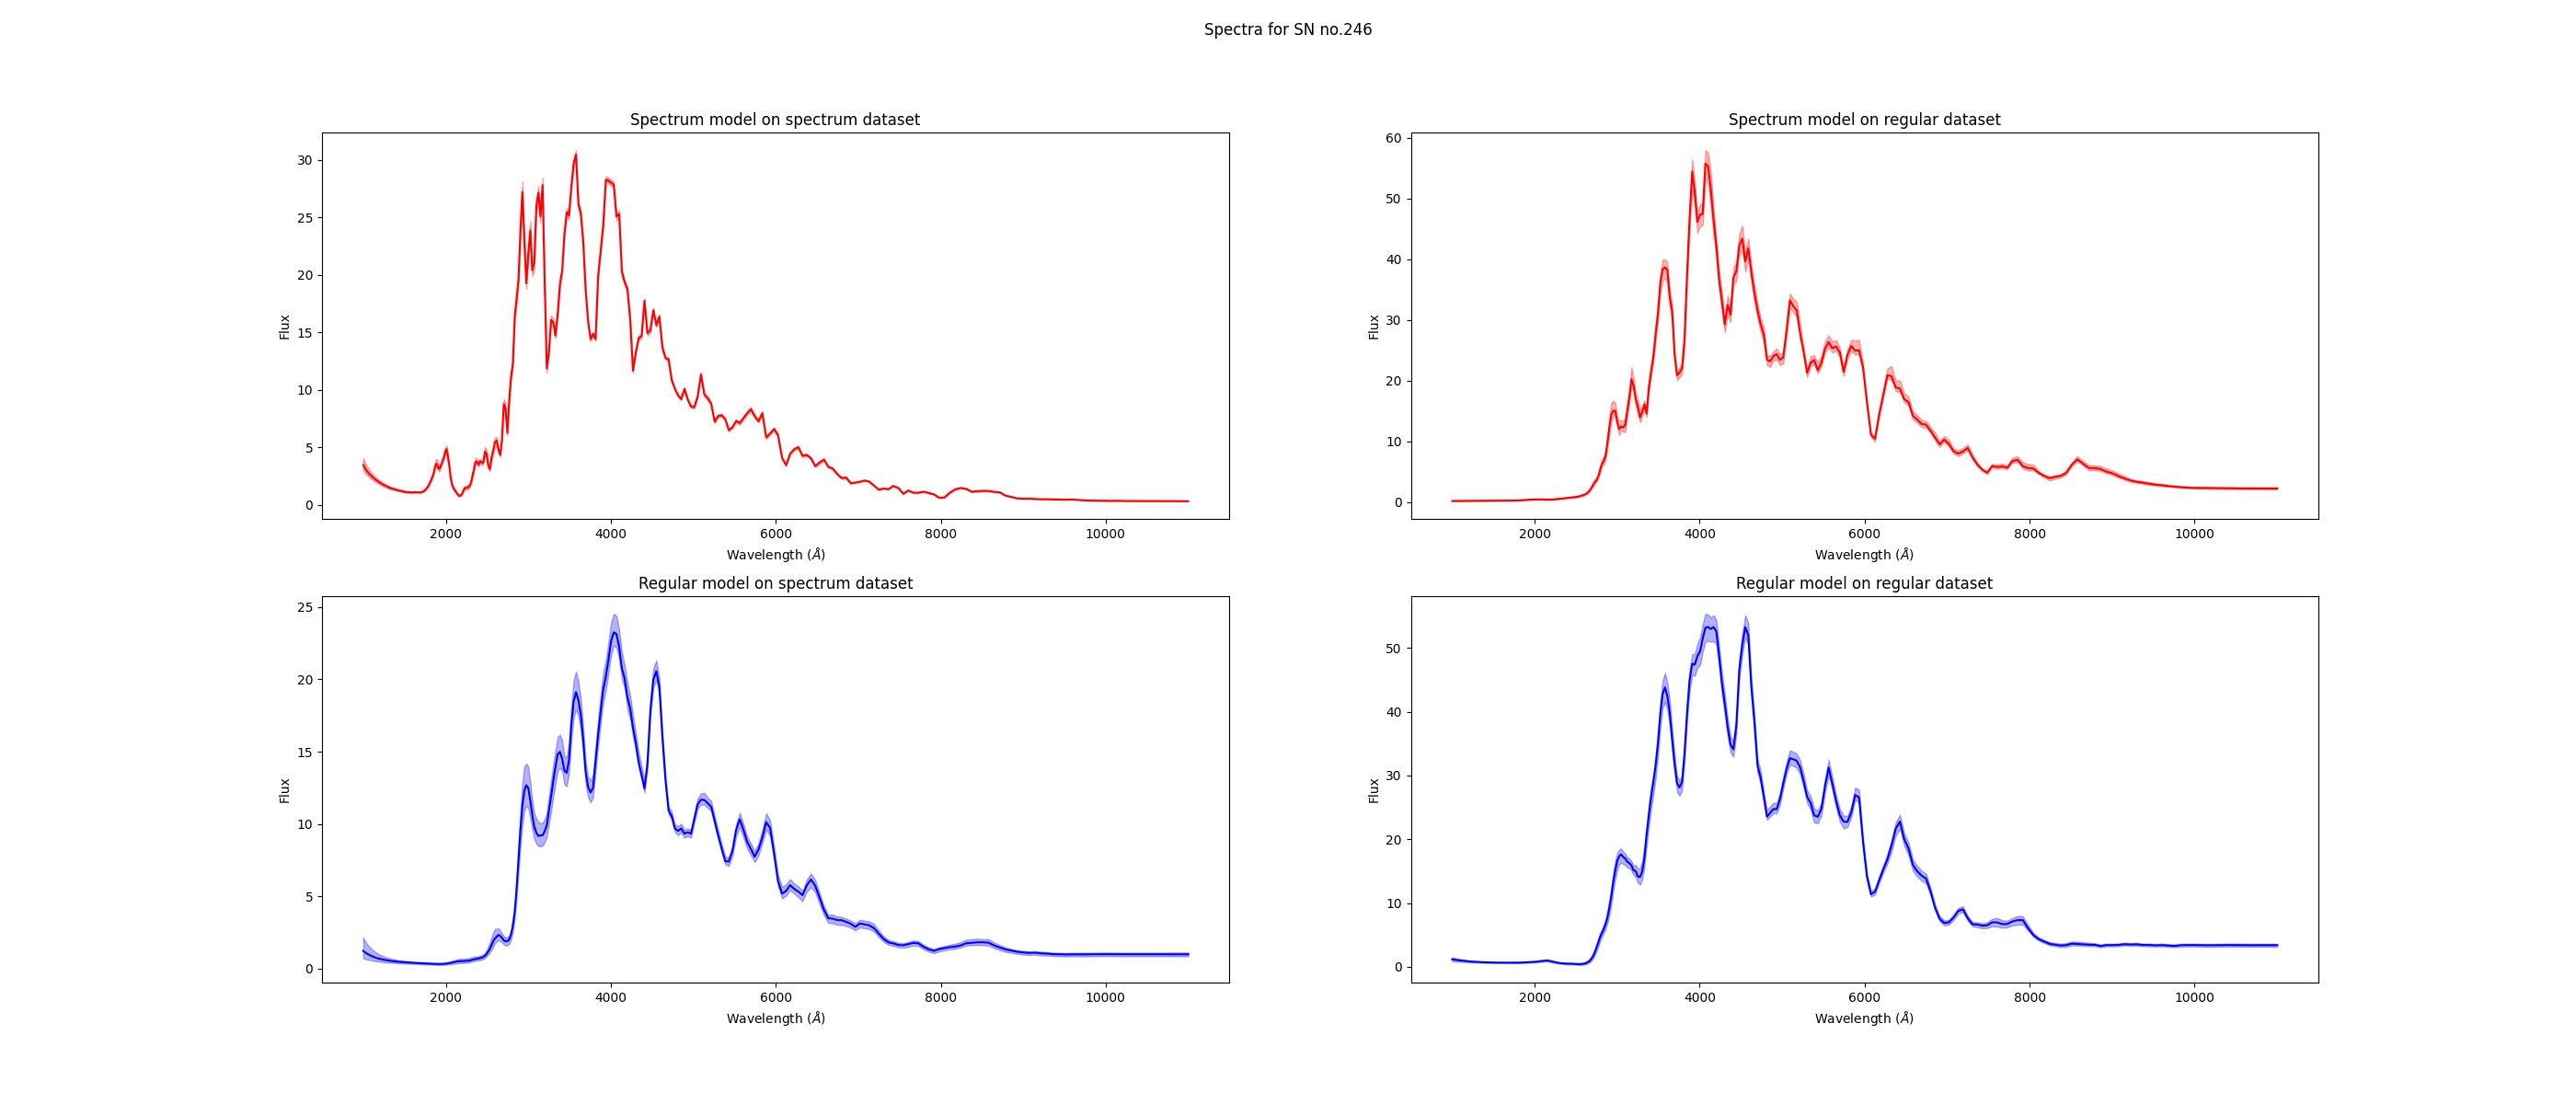 Spectra for SN no.246
Spectrum model on spectrum dataset
30
25
20
15
10
5
0
Flux
2000 4000 6000 8000 10000
Wavelength (Å)
Spectrum model on regular dataset
60
50
40
30
20
10
0
Flux
2000 4000 6000 8000 10000
Wavelength (Å)
Regular model on spectrum dataset
25
20
15
10
5
0
Flux
2000 4000 6000 8000 10000
Wavelength (Å)
Regular model on regular dataset
50
40
30
20
10
0
Flux
2000 4000 6000 8000 10000
Wavelength (Å)